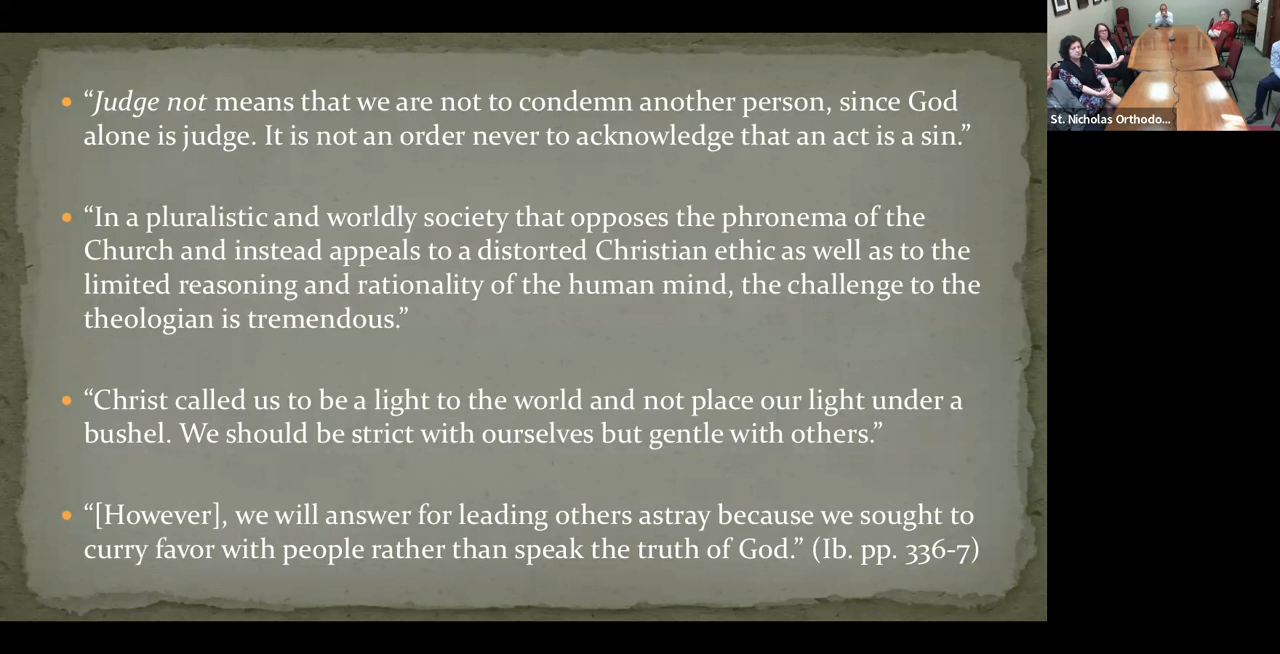 “Judge not means that we are not to condemn another person, since God
alone is judge. It is not an order never to acknowledge that an act is a sin.”
“In a pluralistic and worldly society that opposes the phronema of the
Church and instead appeals to a distorted Christian ethic as well as to the
limited reasoning and rationality of the human mind, the challenge to the
theologian is tremendous.”
“Christ called us to be a light to the world and not place our light under a
bushel. We should be strict with ourselves but gentle with others.”
“[However], we will answer for leading others astray because we sought to
curry favor with people rather than speak the truth of God.” (Ib. pp. 336-7)
St. Nicholas Orthodo...